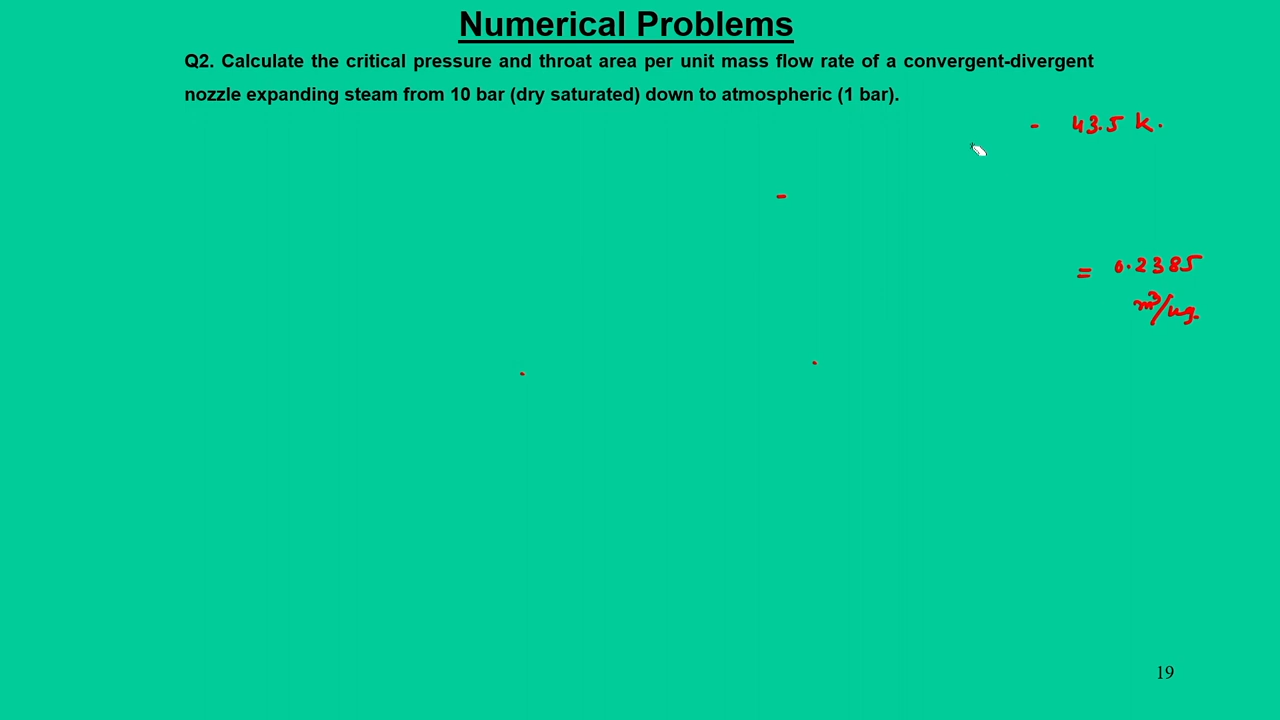 Numerical Problems
Q2. Calculate the critical pressure and throat area per unit mass flow rate of a convergent-divergent
nozzle expanding steam from 10 bar (dry saturated) down to atmospheric (1 bar).
- 43.5 K.
-
= 0.2385
m³/kg.
19